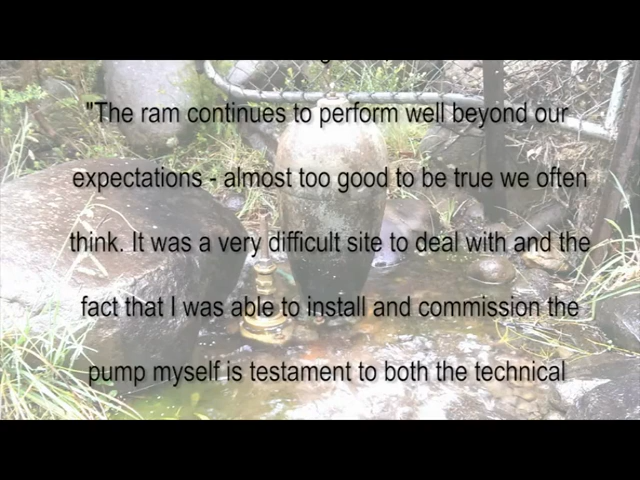 "The ram continues to perform well beyond our
expectations - almost too good to be true we often
think. It was a very difficult site to deal with and the
fact that I was able to install and commission the
pump myself is testament to both the technical